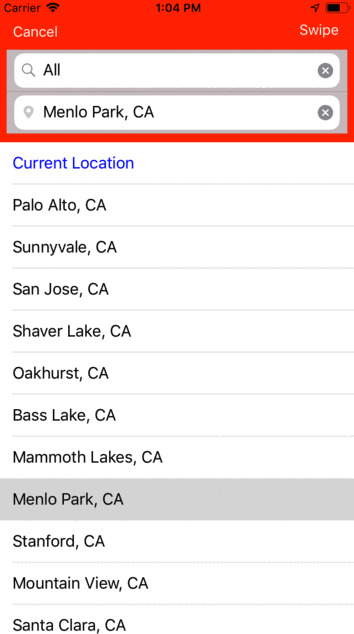 Carrier 1:04 PM
Cancel Swipe
All
Menlo Park, CA
Current Location
Palo Alto, CA
Sunnyvale, CA
San Jose, CA
Shaver Lake, CA
Oakhurst, CA
Bass Lake, CA
Mammoth Lakes, CA
Menlo Park, CA
Stanford, CA
Mountain View, CA
Santa Clara, CA